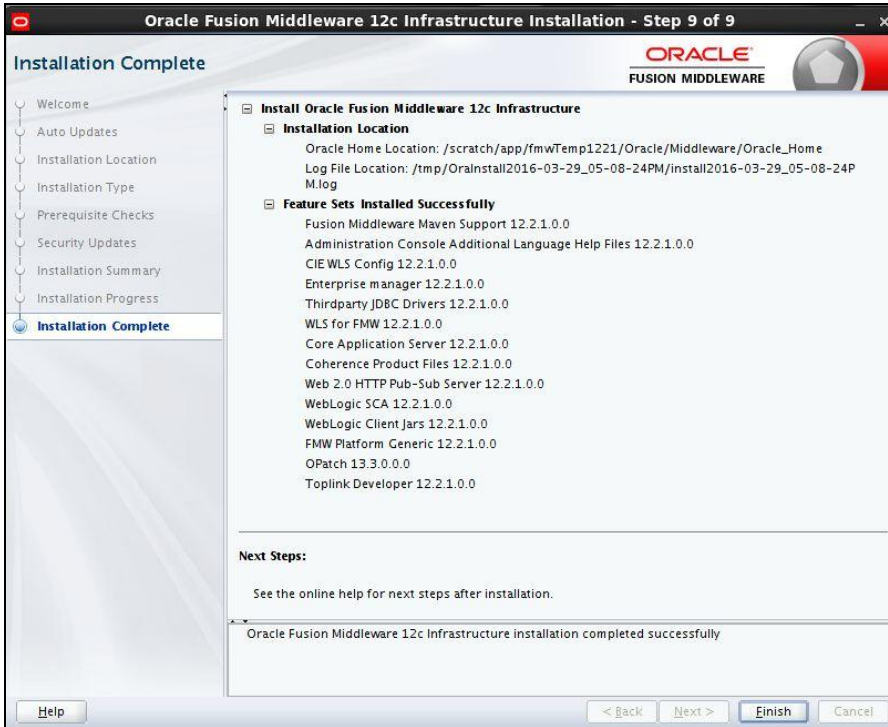 Oracle Fusion Middleware 12c Infrastructure Installation - Step 9 of 9
Installation Complete
ORACLE
FUSION MIDDLEWARE
Welcome
Auto Updates
Installation Location
Installation Type
Prerequisite Checks
Security Updates
Installation Summary
Installation Progress
Installation Complete
Install Oracle Fusion Middleware 12c Infrastructure
Installation Location
Oracle Home Location: /scratch/app/fmwTemp1221/Oracle/Middleware/Oracle_Home
Log File Location: /tmp/OraInstall2016-03-29_05-08-24PM/install2016-03-29_05-08-24P
M.log
Feature Sets Installed Successfully
Fusion Middleware Maven Support 12.2.1.0.0
Administration Console Additional Language Help Files 12.2.1.0.0
CIE WLS Config 12.2.1.0.0
Enterprise manager 12.2.1.0.0
Thirdparty JDBC Drivers 12.2.1.0.0
WLS for FMW 12.2.1.0.0
Core Application Server 12.2.1.0.0
Coherence Product Files 12.2.1.0.0
Web 2.0 HTTP Pub-Sub Server 12.2.1.0.0
WebLogic SCA 12.2.1.0.0
WebLogic Client Jars 12.2.1.0.0
FMW Platform Generic 12.2.1.0.0
OPatch 13.3.0.0.0
Toplink Developer 12.2.1.0.0
Next Steps:
See the online help for next steps after installation.
Oracle Fusion Middleware 12c Infrastructure installation completed successfully
Help
< Back
Next >
Finish
Cancel